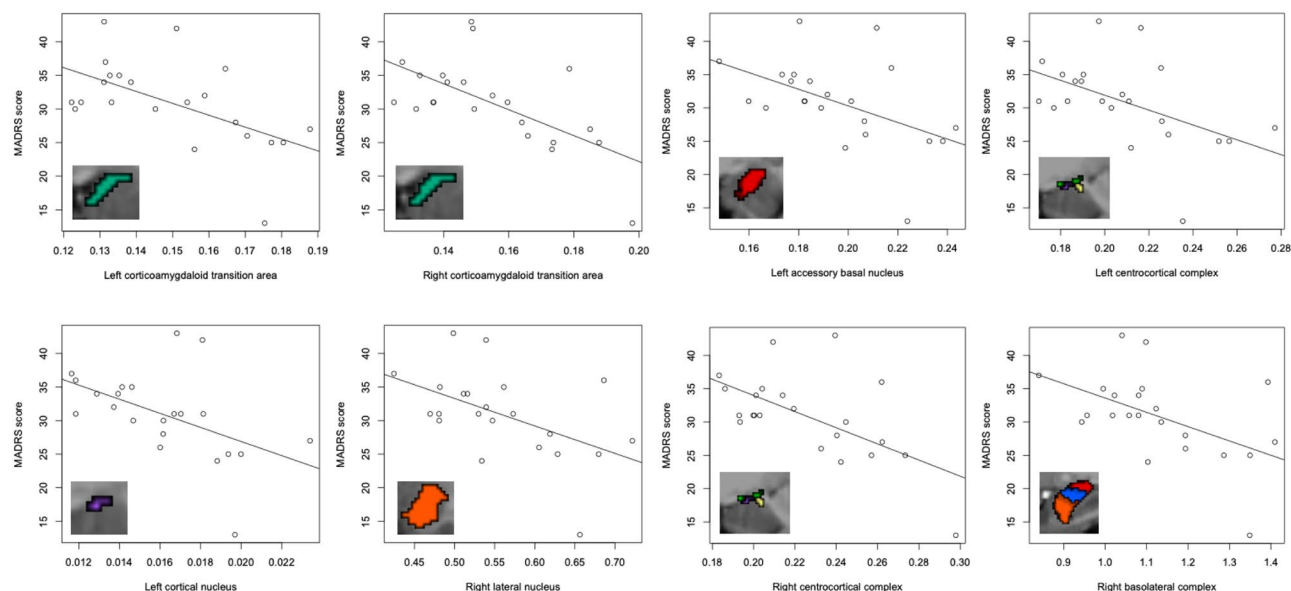 MADRS score
40
35
30
25
20
15
0.12 0.13 0.14 0.15 0.16 0.17 0.18 0.19
Left corticoamygdaloid transition area
MADRS score
40
35
30
25
20
15
0.14 0.16 0.18 0.20
Right corticoamygdaloid transition area
MADRS score
40
35
30
25
20
15
0.16 0.18 0.20 0.22 0.24
Left accessory basal nucleus
MADRS score
40
35
30
25
20
15
0.18 0.20 0.22 0.24 0.26 0.28
Left centrocortical complex
MADRS score
40
35
30
25
20
15
0.012 0.014 0.016 0.018 0.020 0.022
Left cortical nucleus
MADRS score
40
35
30
25
20
15
0.45 0.50 0.55 0.60 0.65 0.70
Right lateral nucleus
MADRS score
40
35
30
25
20
15
0.18 0.20 0.22 0.24 0.26 0.28 0.30
Right centrocortical complex
MADRS score
40
35
30
25
20
15
0.9 1.0 1.1 1.2 1.3 1.4
Right basolateral complex